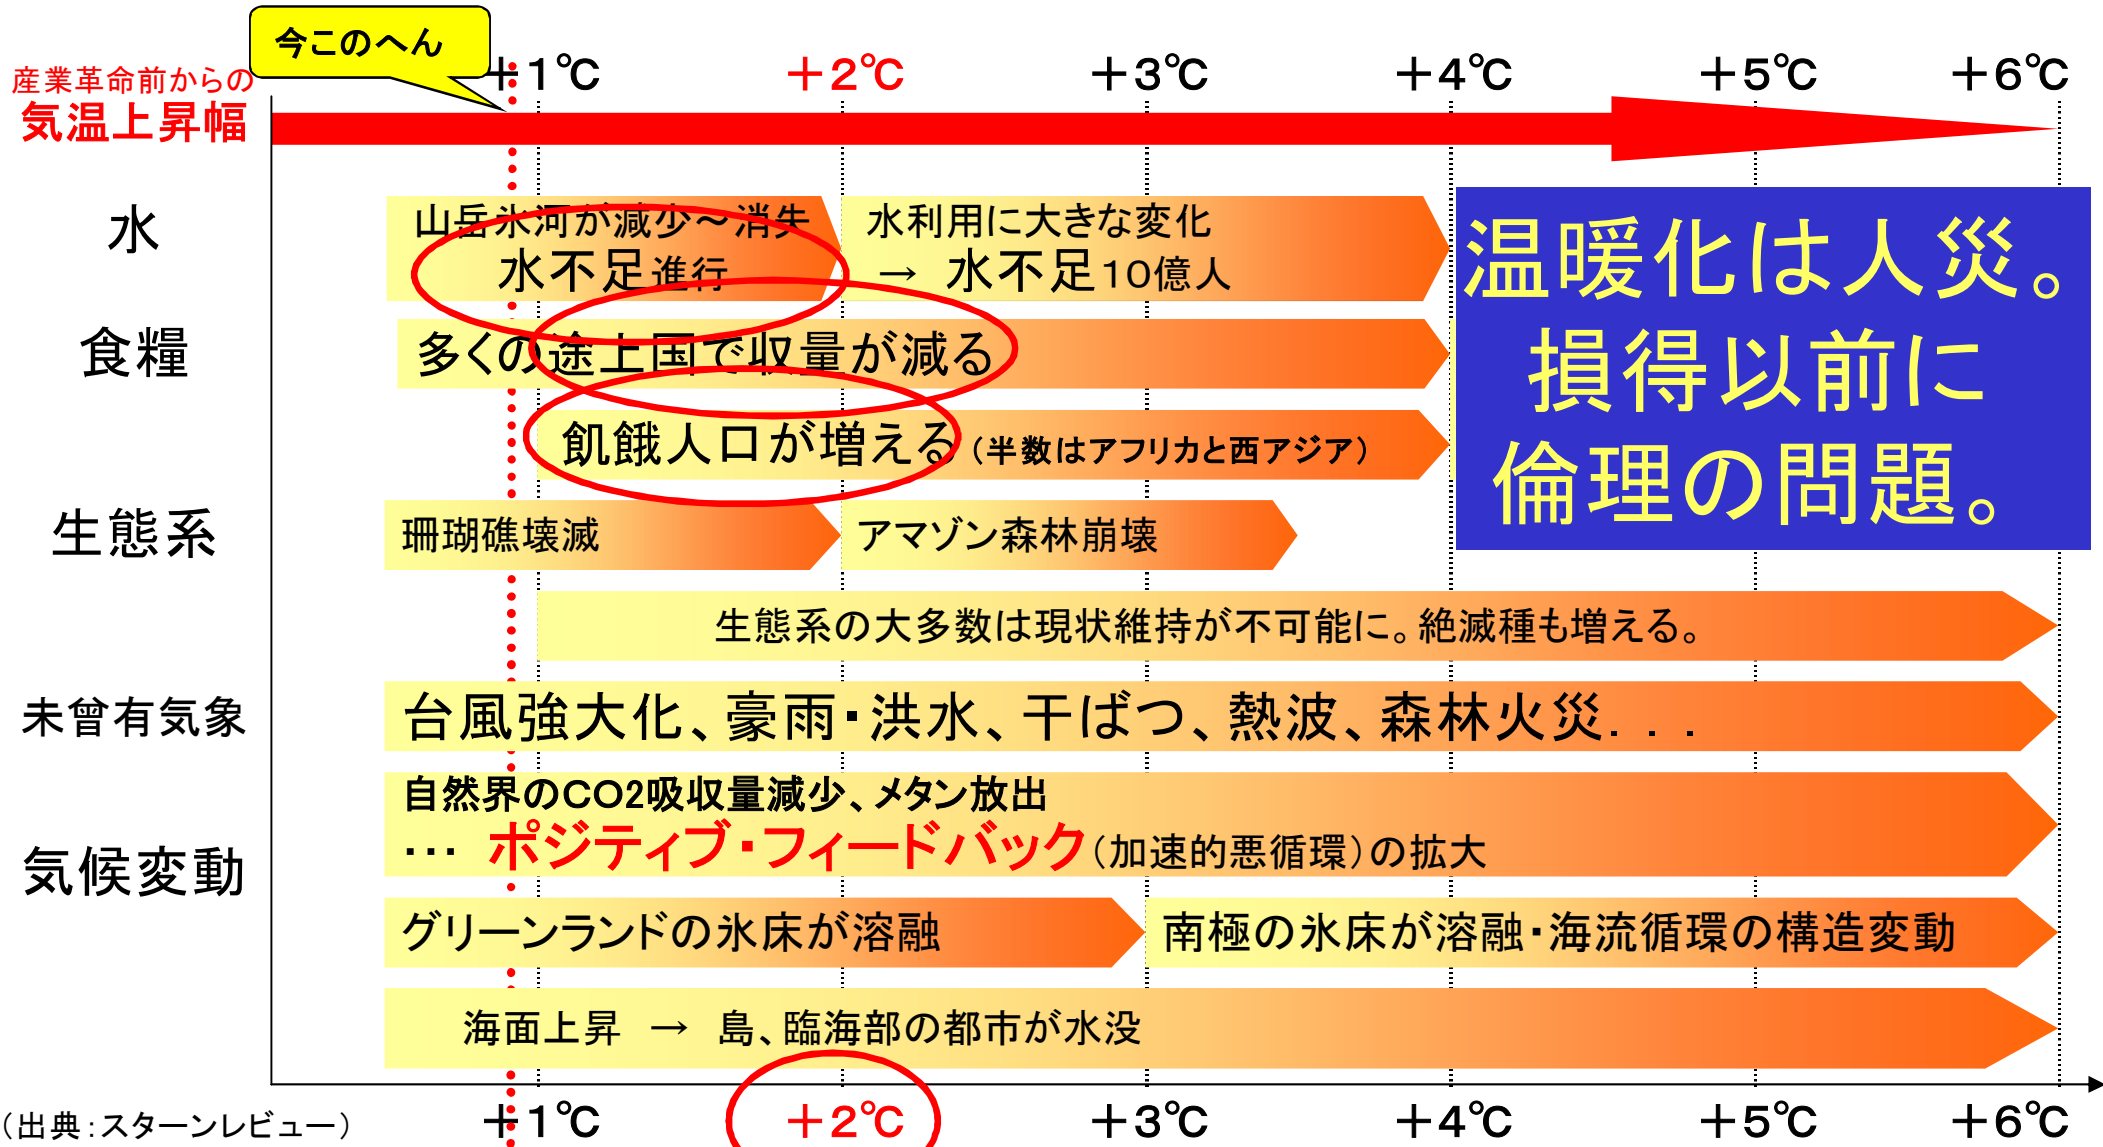 今このへん
+1℃ +2℃ +3℃ +4℃ +5℃ +6℃
産業革命前からの
気温上昇幅
水
山岳氷河が減少～消失
水不足進行
水利用に大きな変化
→ 水不足10億人
温暖化は人災。
損得以前に
倫理の問題。
食糧
多くの途上国で収量が減る
飢餓人口が増える（半数はアフリカと西アジア）
生態系
珊瑚礁壊滅
アマゾン森林崩壊
生態系の大多数は現状維持が不可能に。絶滅種も増える。
未曾有気象
台風強大化、豪雨・洪水、干ばつ、熱波、森林火災．．．
気候変動
自然界のCO2吸収量減少、メタン放出
… ポジティブ・フィードバック（加速的悪循環）の拡大
グリーンランドの氷床が溶融
南極の氷床が溶融・海流循環の構造変動
海面上昇 → 島、臨海部の都市が水没
（出典：スターンレビュー）
+1℃ +2℃ +3℃ +4℃ +5℃ +6℃